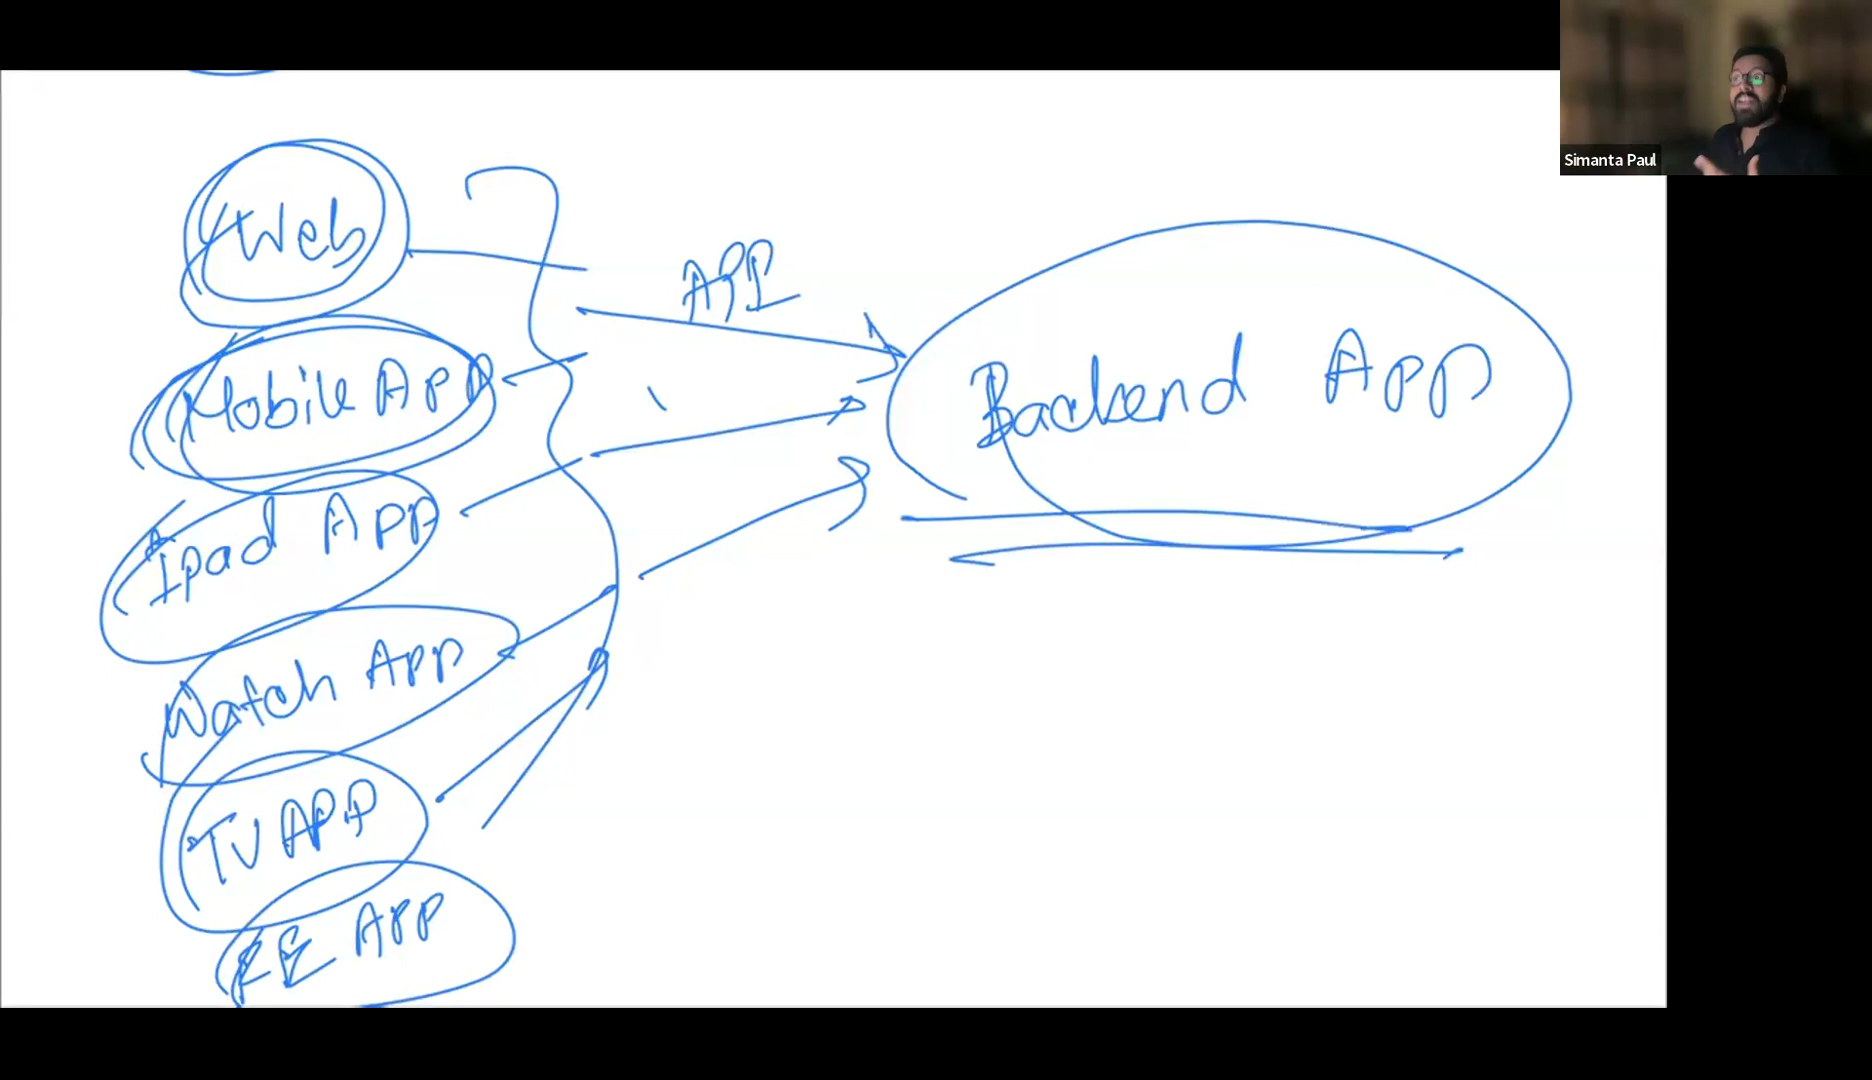 Simanta Paul
Web
API
Mobile App
Backend App
Ipad App
Watch App
TV APP
FE APP